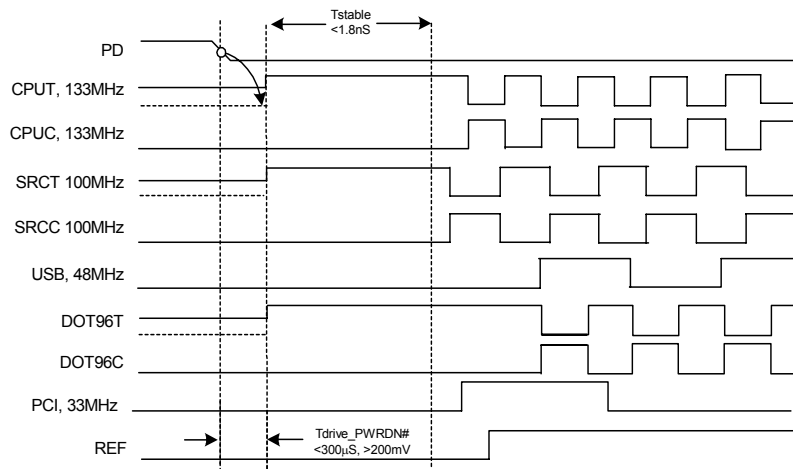 Tstable
<1.8nS
PD
CPUT, 133MHz
CPUC, 133MHz
SRCT 100MHz
SRCC 100MHz
USB, 48MHz
DOT96T
DOT96C
PCI, 33MHz
Tdrive_PWRDN#
<300µS, >200mV
REF